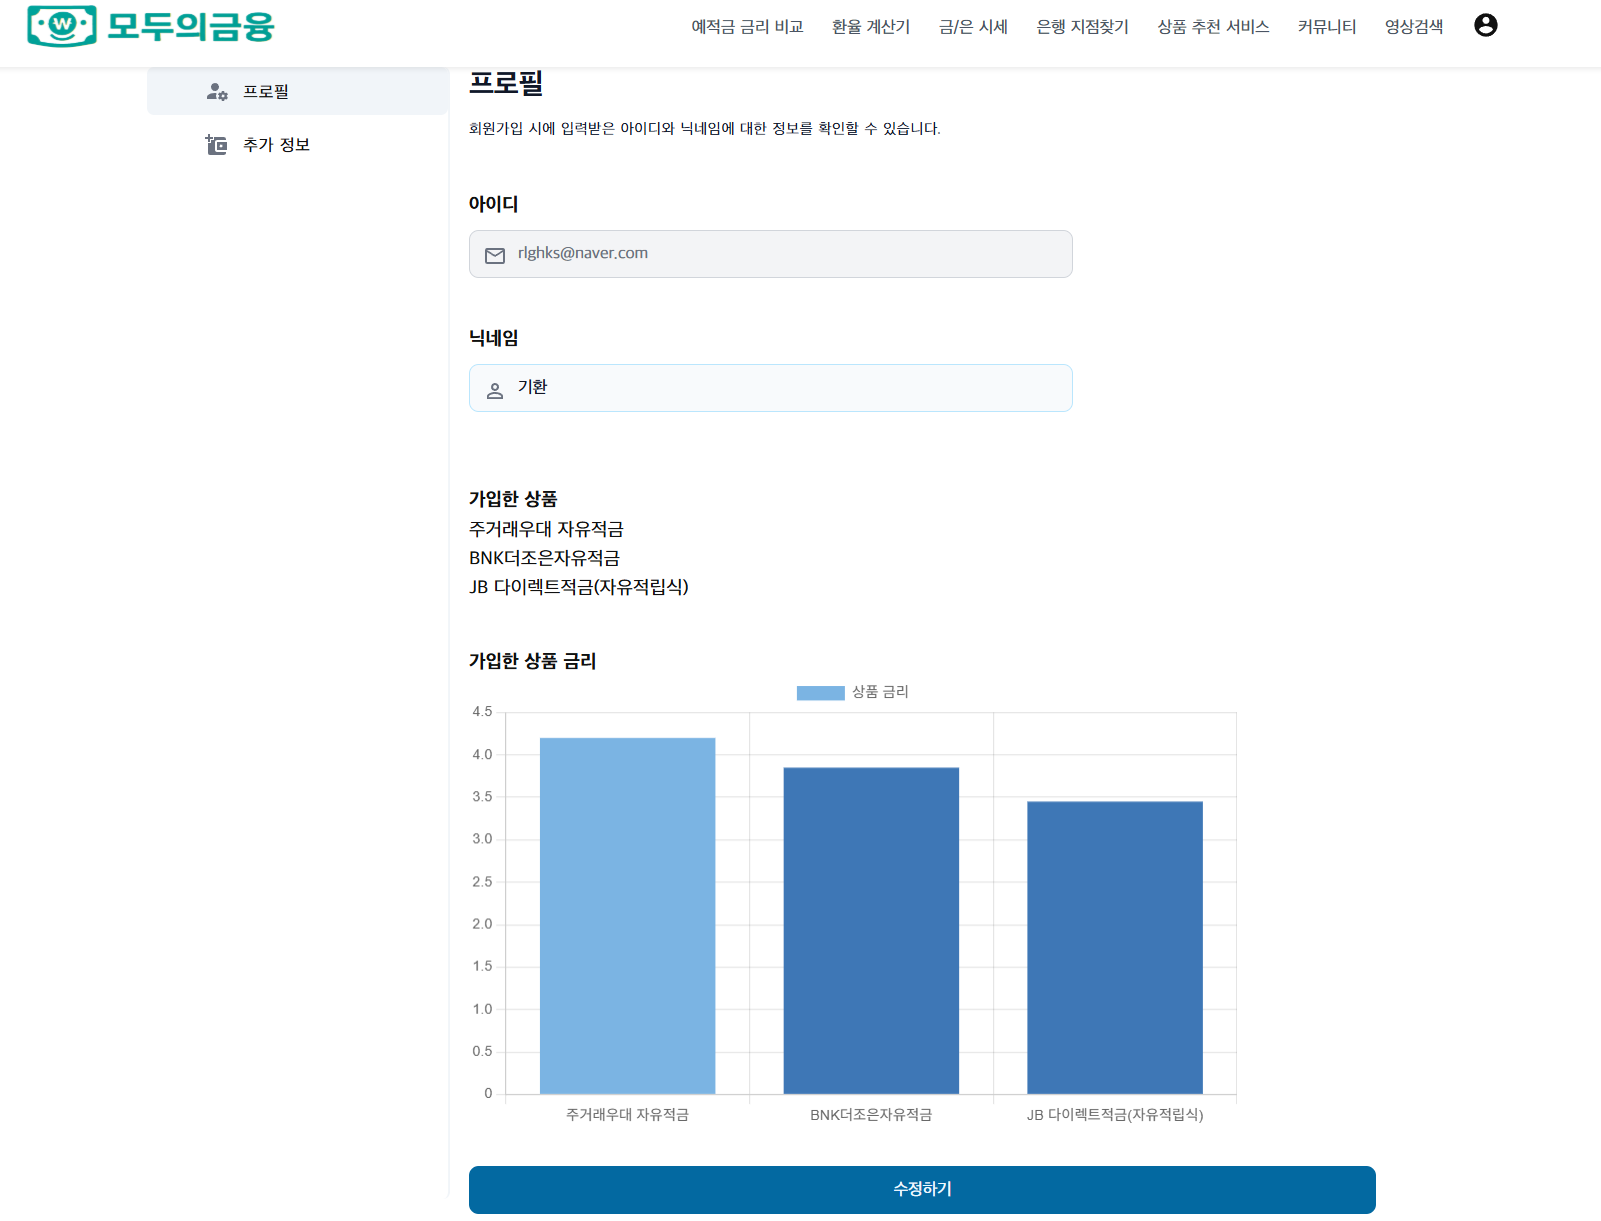 모두의금융
예적금 금리 비교 환율 계산기 금/은 시세 은행 지점찾기 상품 추천 서비스 커뮤니티 영상검색
프로필
추가 정보
프로필
회원가입 시에 입력받은 아이디와 닉네임에 대한 정보를 확인할 수 있습니다.
아이디
rlghks@naver.com
닉네임
기환
가입한 상품
주거래우대 자유적금
BNK더조은자유적금
JB 다이렉트적금(자유적립식)
가입한 상품 금리
상품 금리
4.5
4.0
3.5
3.0
2.5
2.0
1.5
1.0
0.5
0
주거래우대 자유적금 BNK더조은자유적금 JB 다이렉트적금(자유적립식)
수정하기